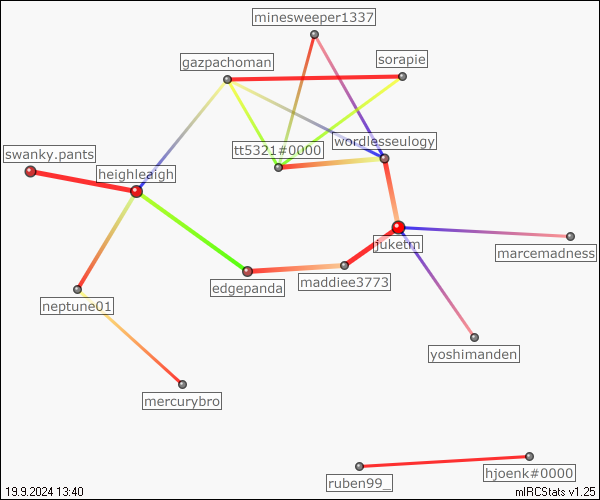 minesweeper1337
gazpachoman
sorapie
wordlesseulogy
tt5321#0000
swanky.pants
heighleaigh
juketm
marcemadness
edgepanda
maddiee3773
neptune01
yoshimanden
mercurybro
hjoenk#0000
ruben99_
19.9.2024 13:40
mIRCStats v1.25